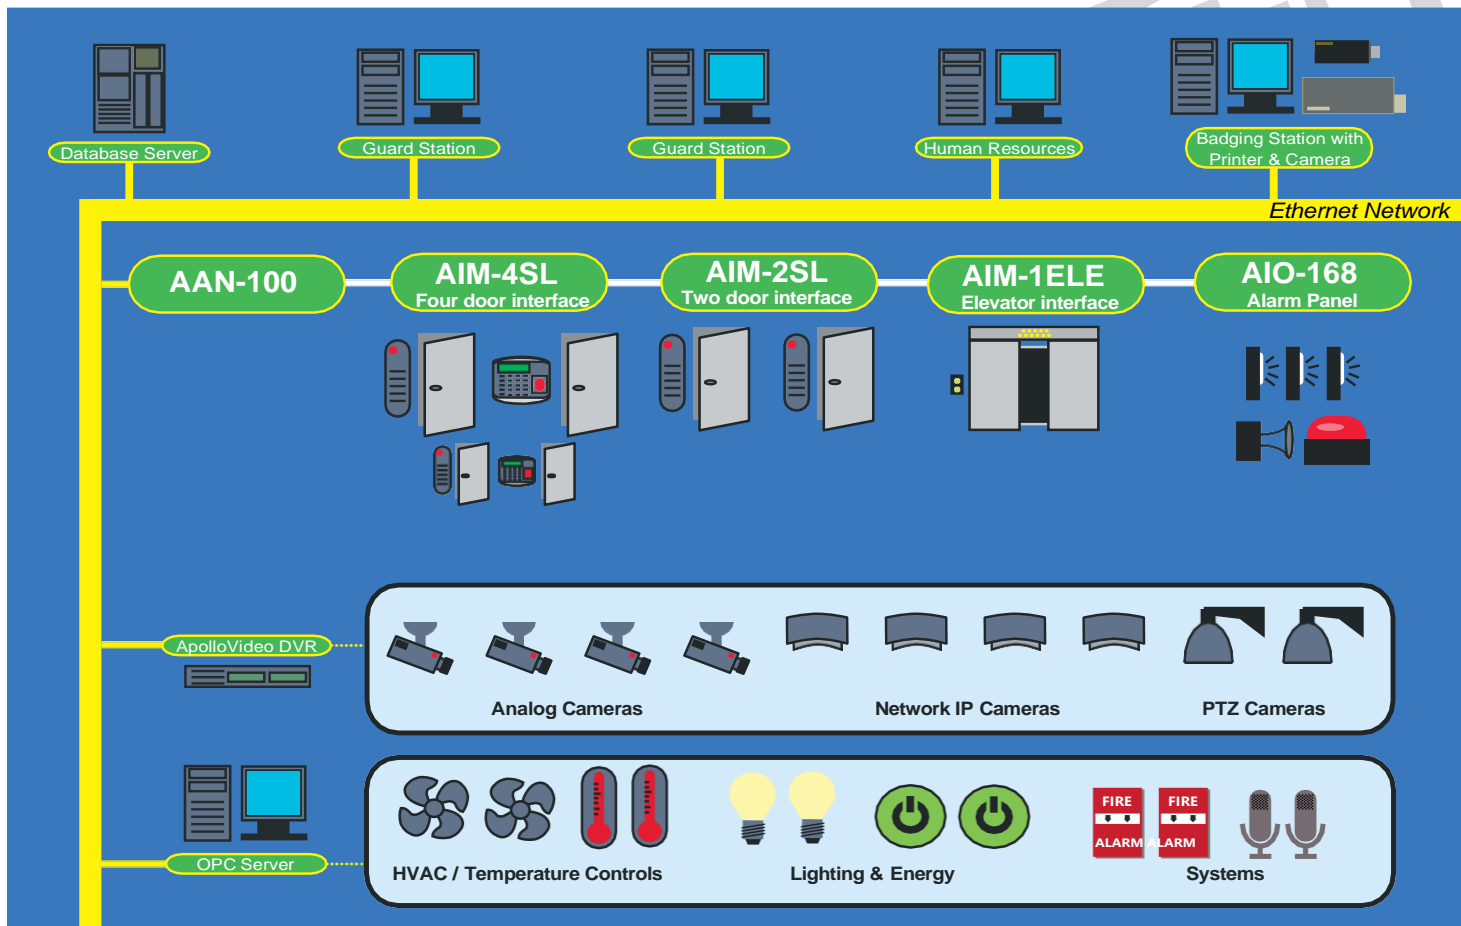 Database Server
Guard Station
Guard Station
Human Resources
Badging Station with
Printer & Camera
Ethernet Network
AAN-100
AIM-4SL
Four door interface
AIM-2SL
Two door interface
AIM-1ELE
Elevator interface
AIO-168
Alarm Panel
ApolloVideo DVR
Analog Cameras
Network IP Cameras
PTZ Cameras
OPC Server
HVAC / Temperature Controls
Lighting & Energy
FIRE
ALARM
FIRE
ALARM
Systems